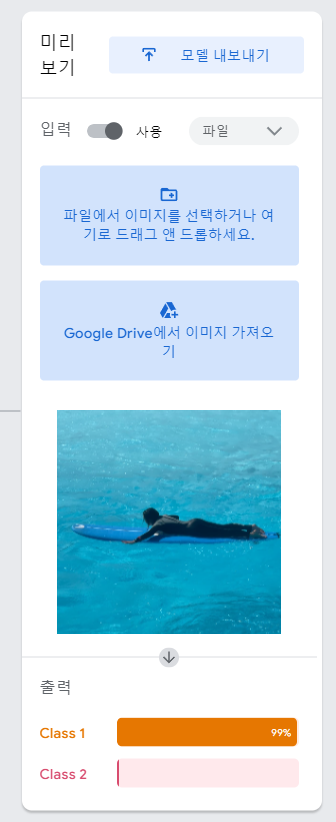 미리
보기
모델 내보내기
입력
사용
파일
파일에서 이미지를 선택하거나 여
기로 드래그 앤 드롭하세요.
Google Drive에서 이미지 가져오
기
출력
Class 1
99%
Class 2